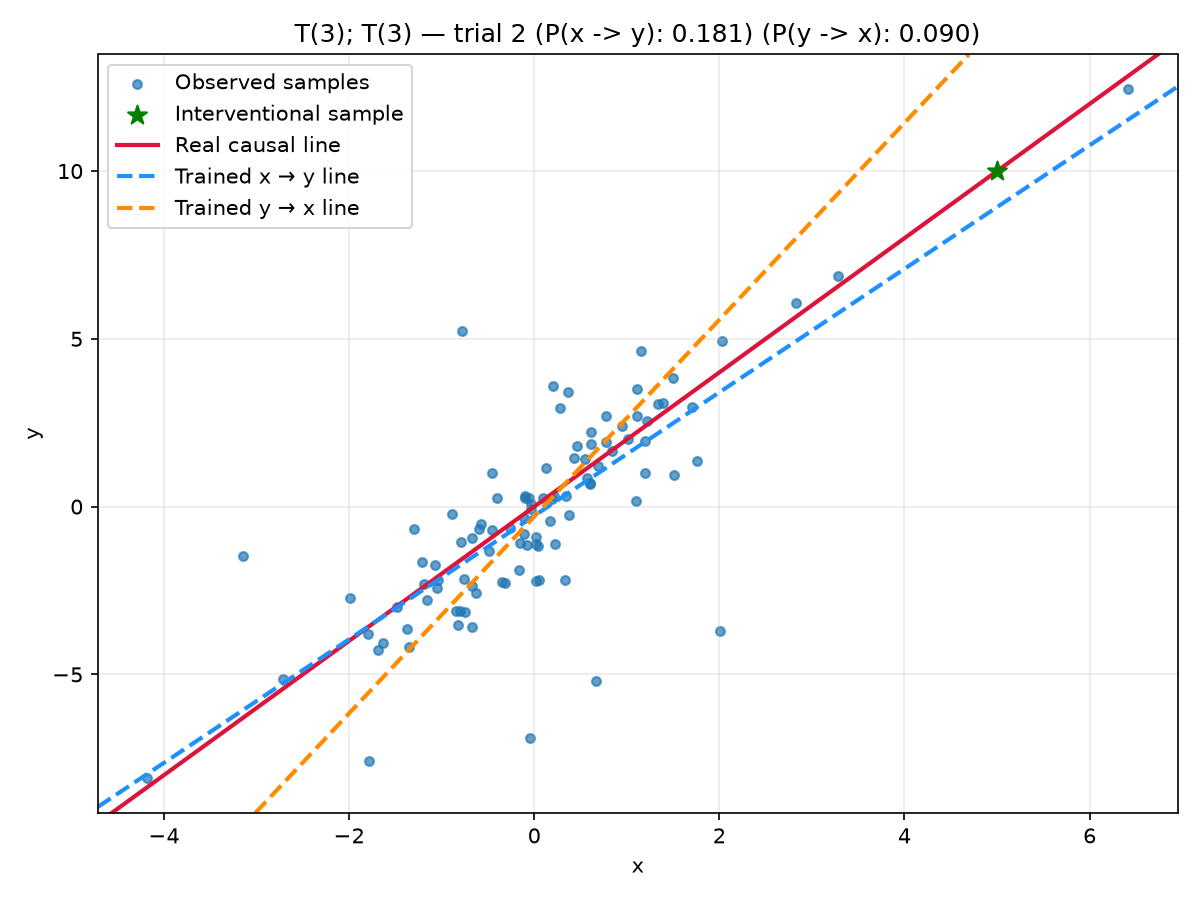 T(3); T(3) — trial 2 (P(x -> y): 0.181) (P(y -> x): 0.090)
Observed samples
Interventional sample
Real causal line
Trained x → y line
Trained y → x line
10
5
0
−5
y
−4
−2
0
2
4
6
x